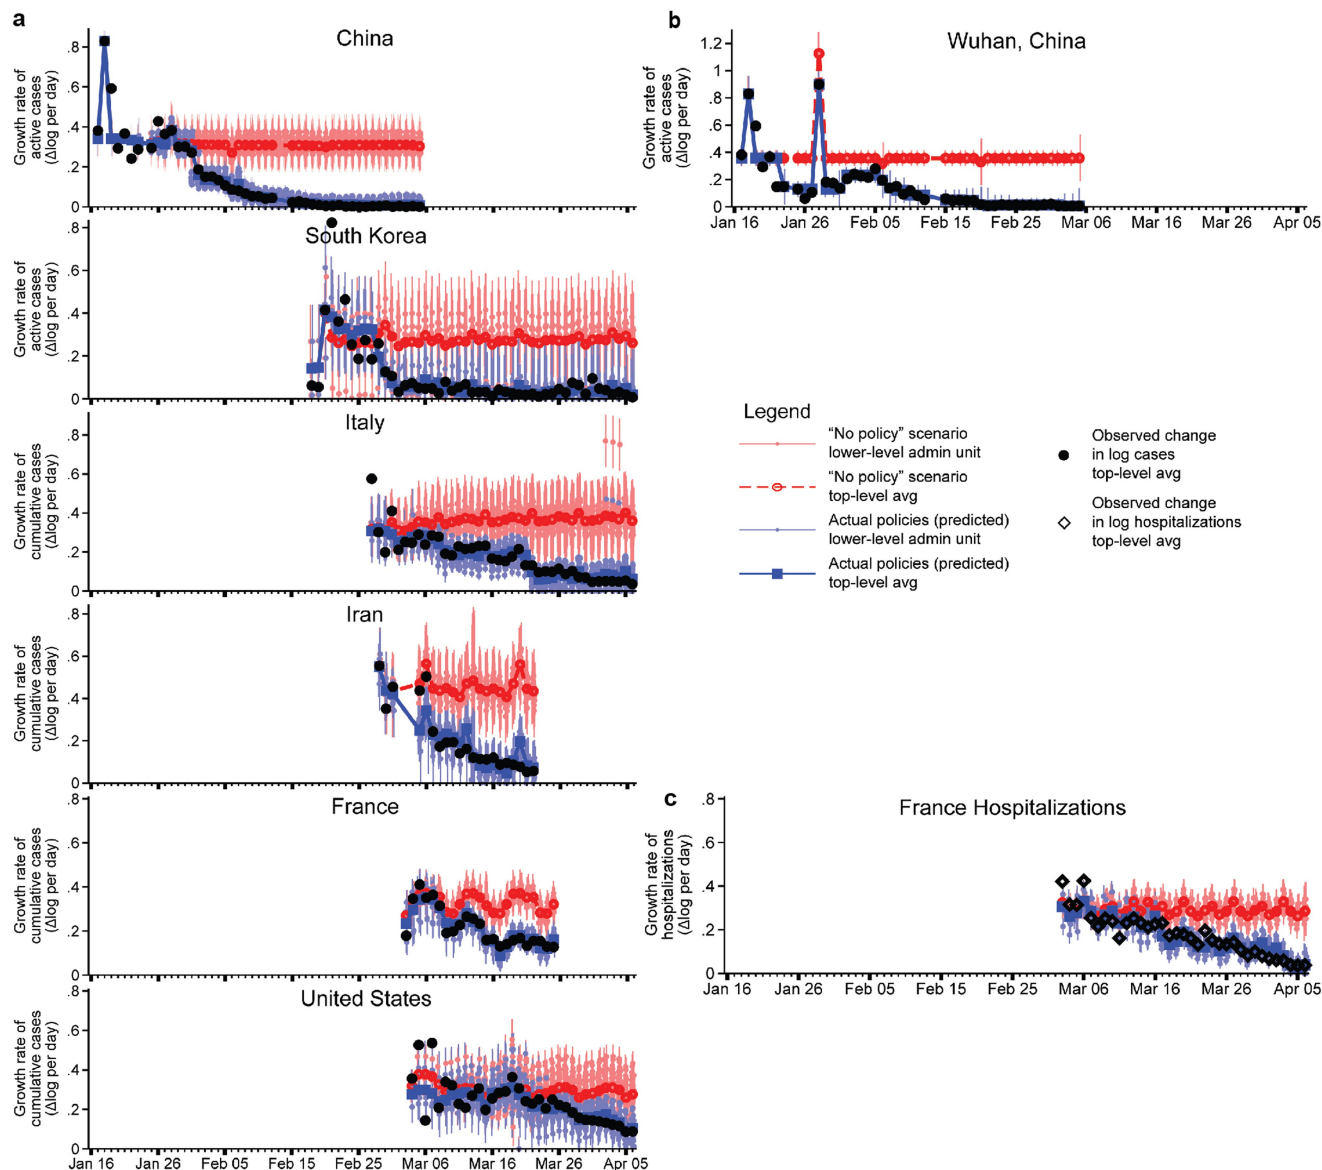 a
China
Growth rate of
active cases
(Δlog per day)
.8
.6
.4
.2
0
South Korea
Growth rate of
active cases
(Δlog per day)
.8
.6
.4
.2
0
Italy
Growth rate of
cumulative cases
(Δlog per day)
.8
.6
.4
.2
0
Iran
Growth rate of
cumulative cases
(Δlog per day)
.8
.6
.4
.2
0
France
Growth rate of
cumulative cases
(Δlog per day)
.8
.6
.4
.2
0
United States
Growth rate of
cumulative cases
(Δlog per day)
.8
.6
.4
.2
0
Jan 16 Jan 26 Feb 05 Feb 15 Feb 25 Mar 06 Mar 16 Mar 26 Apr 05
b
Wuhan, China
Growth rate of
active cases
(Δlog per day)
1.2
1
.8
.6
.4
.2
0
Jan 16 Jan 26 Feb 05 Feb 15 Feb 25 Mar 06 Mar 16 Mar 26 Apr 05
Legend
“No policy” scenario
lower-level admin unit
“No policy” scenario
top-level avg
Actual policies (predicted)
lower-level admin unit
Actual policies (predicted)
top-level avg
Observed change
in log cases
top-level avg
Observed change
in log hospitalizations
top-level avg
c
France Hospitalizations
Growth rate of
hospitalizations
(Δlog per day)
.8
.6
.4
.2
0
Jan 16 Jan 26 Feb 05 Feb 15 Feb 25 Mar 06 Mar 16 Mar 26 Apr 05